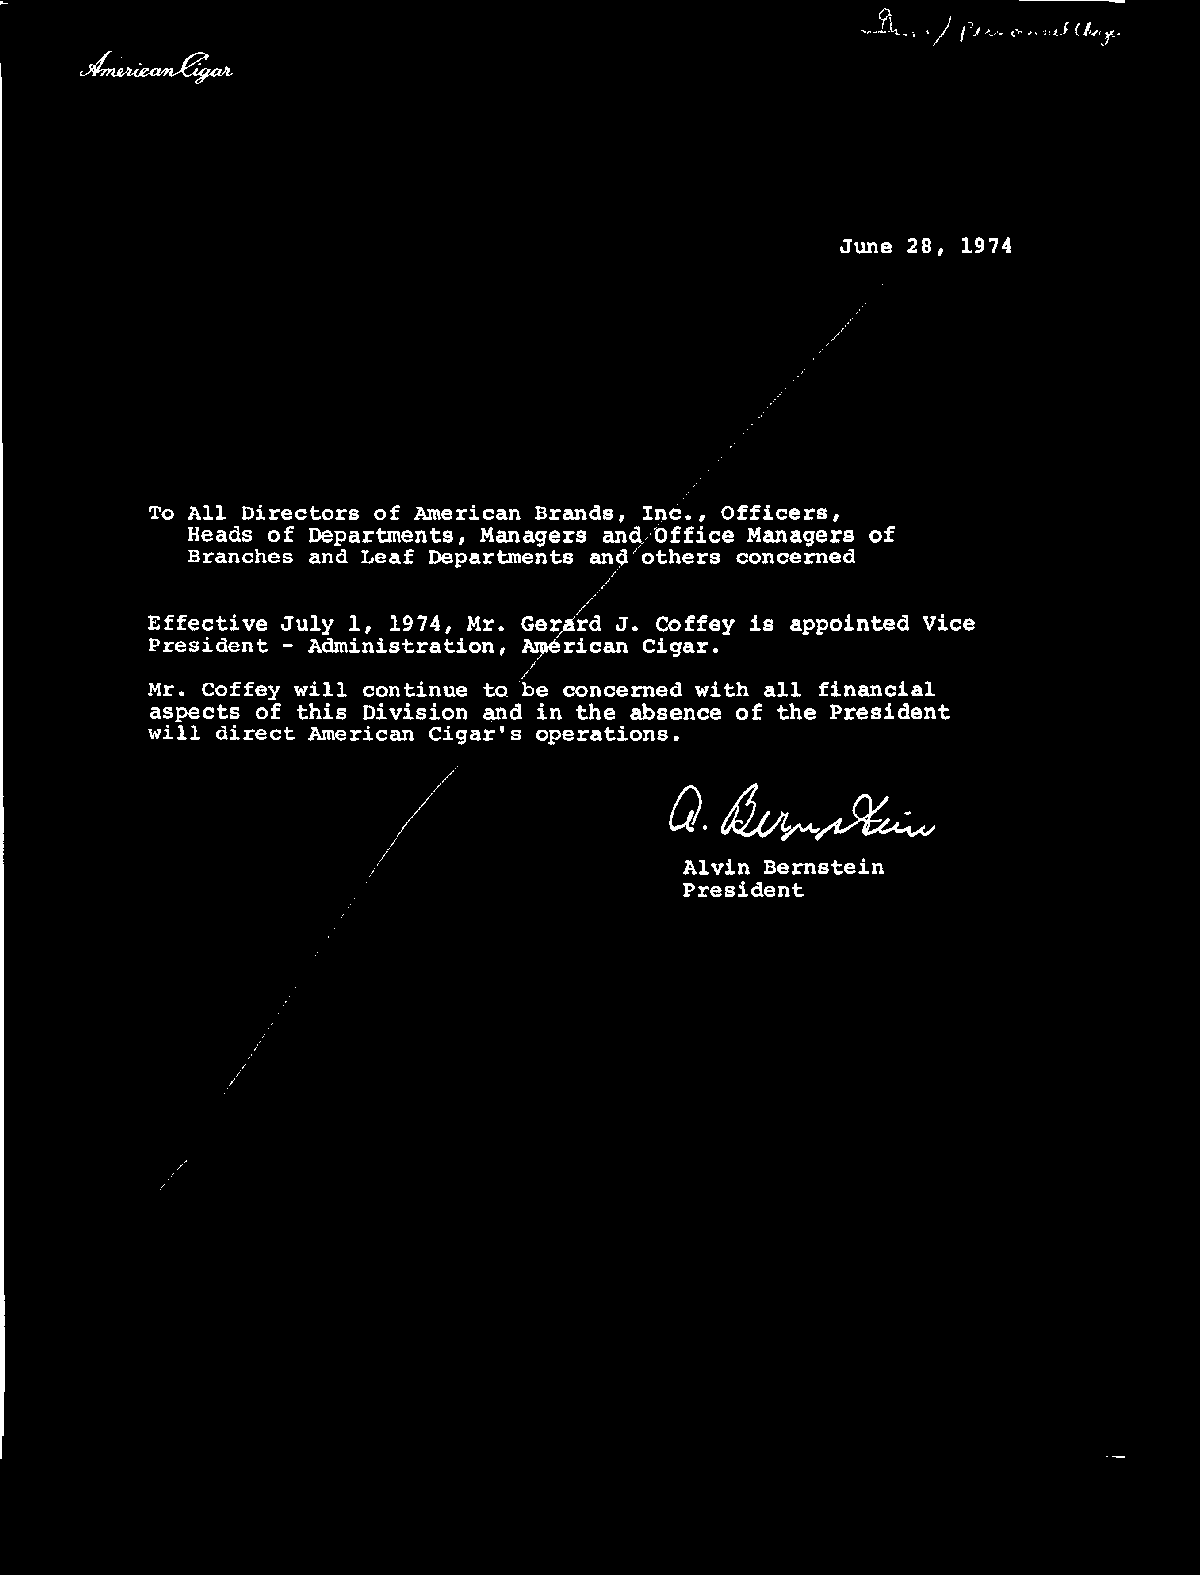 Personnel Change
American Cigar
June 28, 1974
To All Directors of American Brands, Inc., Officers,
Heads of Departments, Managers and Office Managers of
Branches and Leaf Departments and others concerned
Effective July 1, 1974, Mr. Gerard J. Coffey is appointed Vice
President - Administration, American Cigar.
Mr. Coffey will continue to be concerned with all financial
aspects of this Division and in the absence of the President
will direct American Cigar's operations.
A. Bernstein
Alvin Bernstein
President